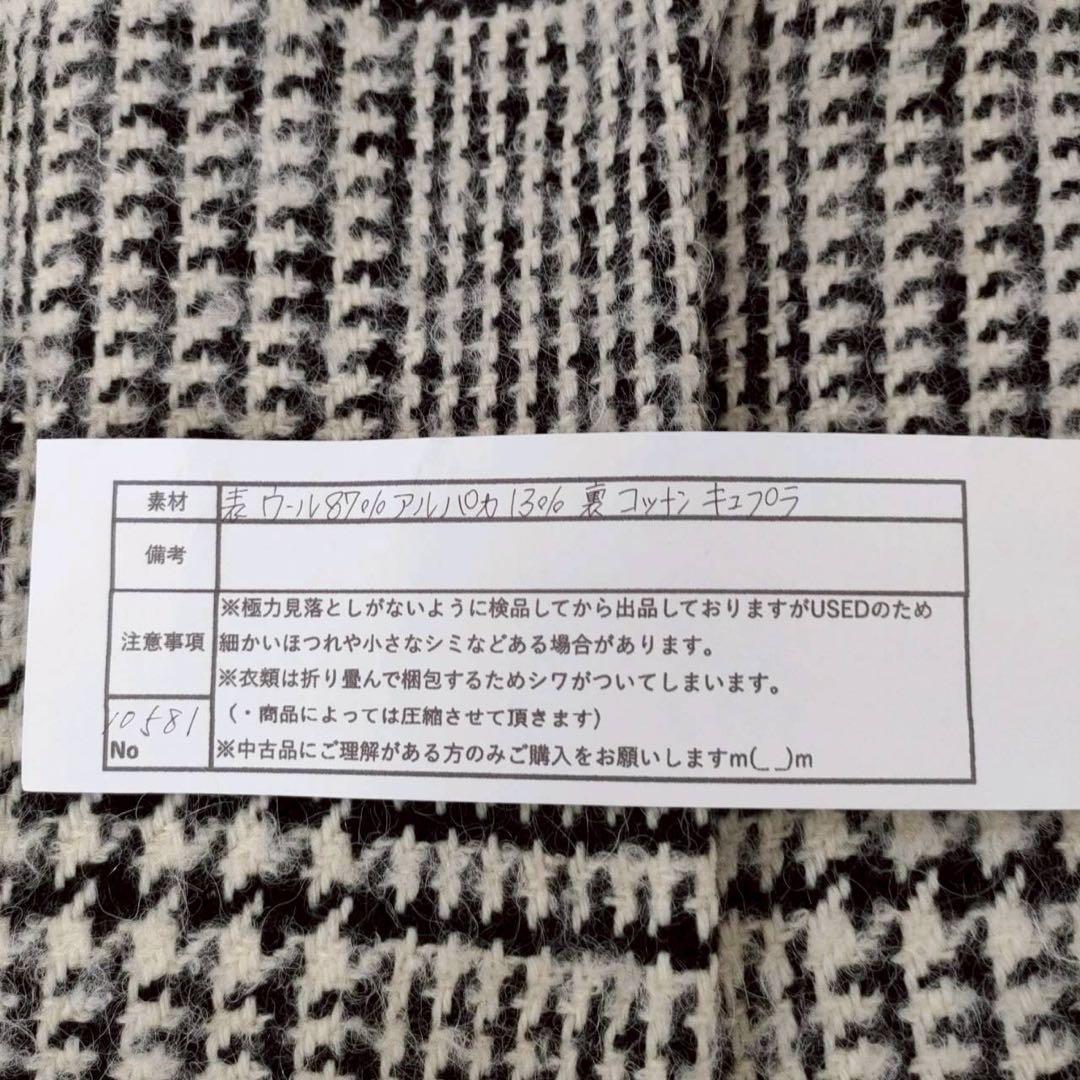 素材 表 ウール87% アルパカ 13% 裏 コットン キュプラ
備考
注意事項
※極力見落としがないように検品してから出品しておりますがUSEDのため
細かいほつれや小さなシミなどある場合があります。
※衣類は折り畳んで梱包するためシワがついてしまいます。
(・商品によっては圧縮させて頂きます)
※中古品にご理解がある方のみご購入をお願いしますm(_ _)m
10581
No